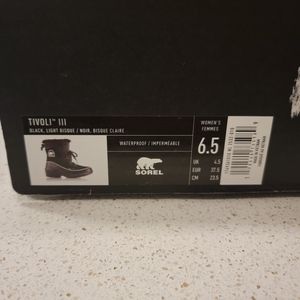 TIVOLI™ III
BLACK, LIGHT BISQUE / NOIR, BISQUE CLAIRE
WATERPROOF / IMPERMEABLE
SOREL
WOMEN'S
FEMMES
6.5
UK 4.5
EUR 37.5
CM 23.5